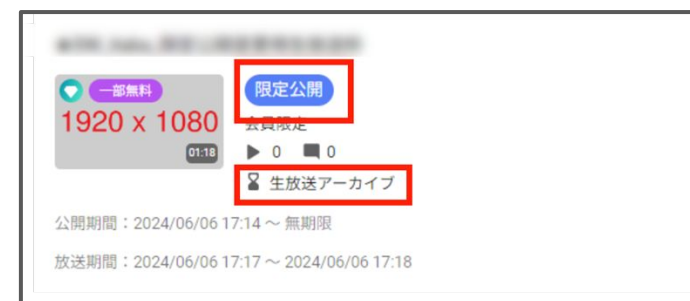 一部無料
1920 x 1080
01:18
限定公開
会員限定
0 0
生放送アーカイブ
公開期間：2024/06/06 17:14 ～ 無期限
放送期間：2024/06/06 17:17 ～ 2024/06/06 17:18